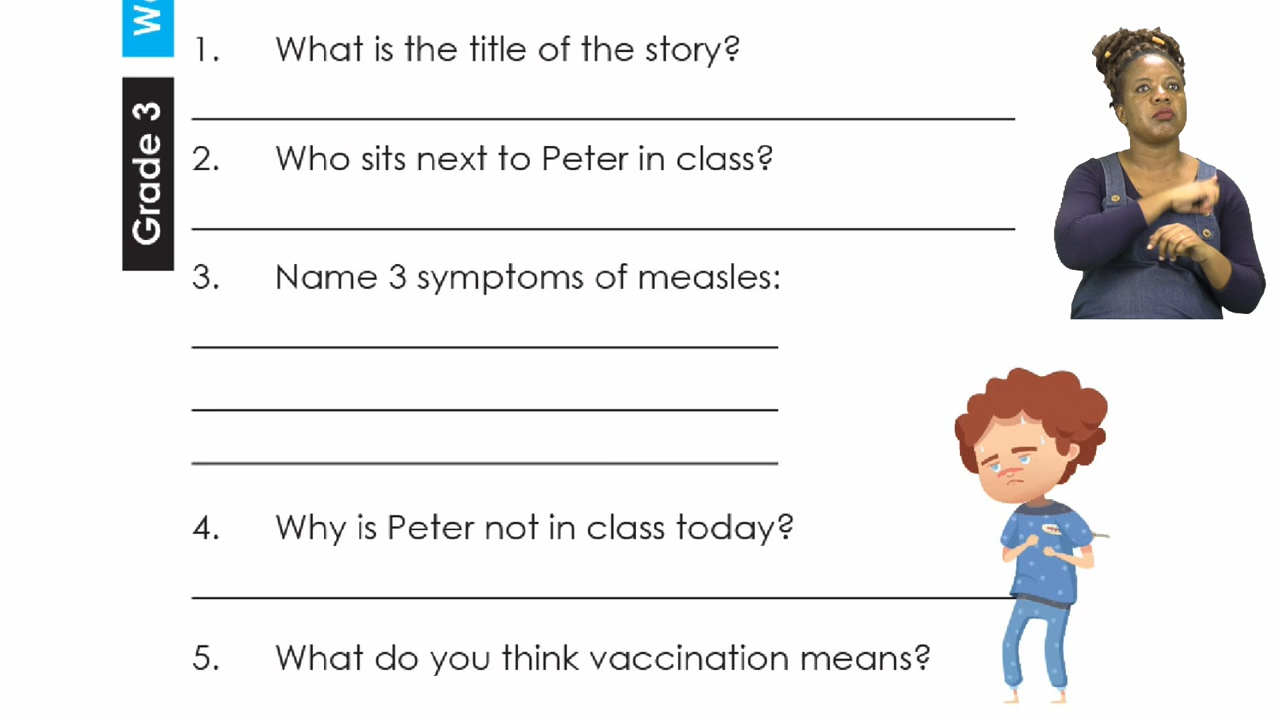 Grade 3
1. What is the title of the story?
2. Who sits next to Peter in class?
3. Name 3 symptoms of measles:
4. Why is Peter not in class today?
5. What do you think vaccination means?